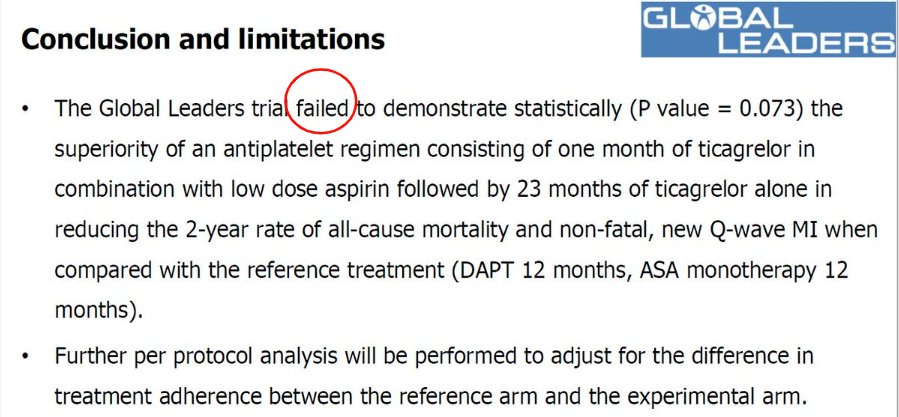 GLOBAL
LEADERS
Conclusion and limitations
• The Global Leaders trial failed to demonstrate statistically (P value = 0.073) the
superiority of an antiplatelet regimen consisting of one month of ticagrelor in
combination with low dose aspirin followed by 23 months of ticagrelor alone in
reducing the 2-year rate of all-cause mortality and non-fatal, new Q-wave MI when
compared with the reference treatment (DAPT 12 months, ASA monotherapy 12
months).
• Further per protocol analysis will be performed to adjust for the difference in
treatment adherence between the reference arm and the experimental arm.